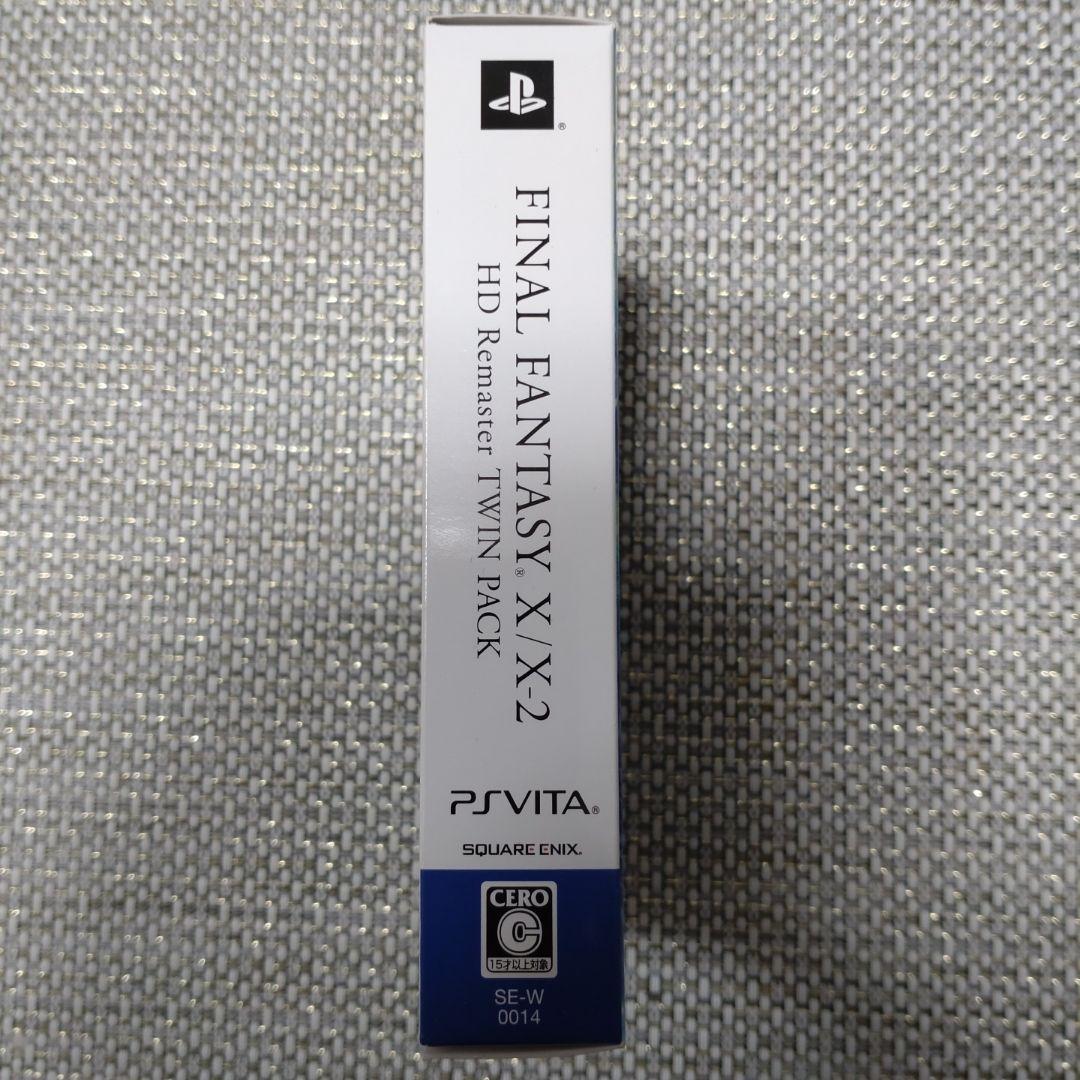 ®
FINAL FANTASY® X/X-2
HD Remaster TWIN PACK
PSVITA®
SQUARE ENIX®
CERO
C
15才以上対象
SE-W
0014